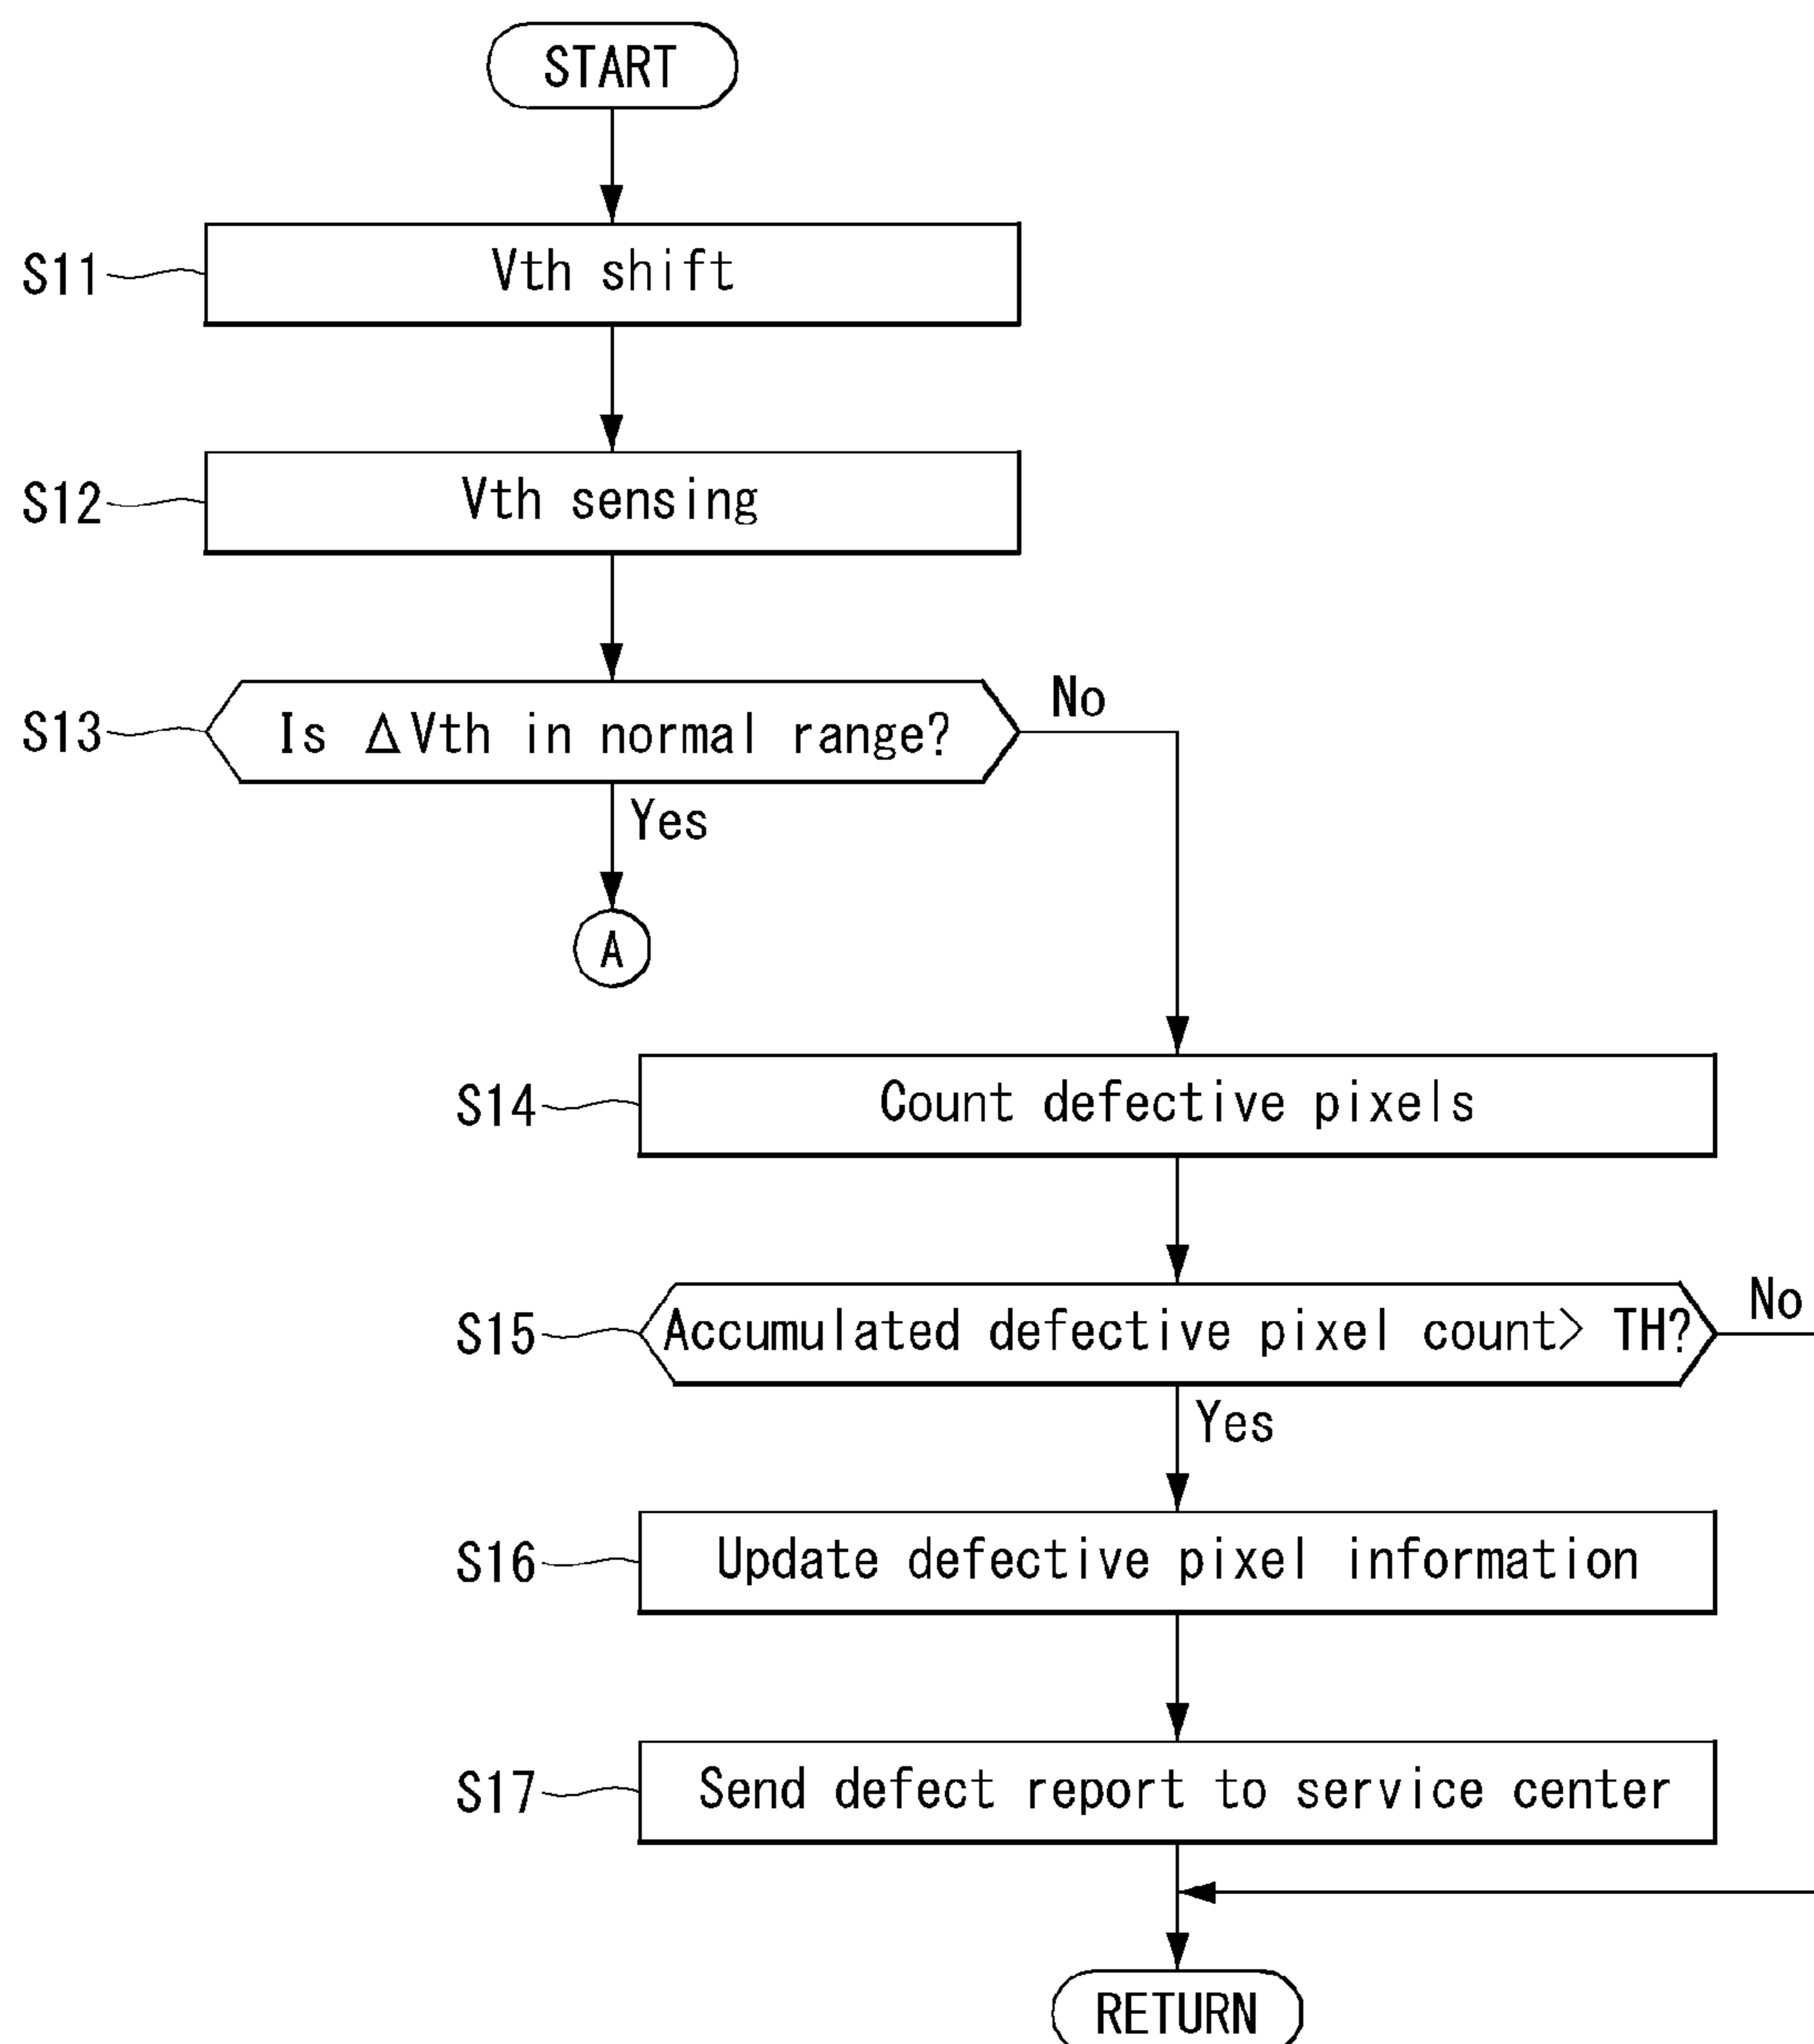 START
S11
Vth shift
S12
Vth sensing
S13
Is ΔVth in normal range?
No
Yes
A
S14
Count defective pixels
S15
Accumulated defective pixel count> TH?
No
Yes
S16
Update defective pixel information
S17
Send defect report to service center
RETURN